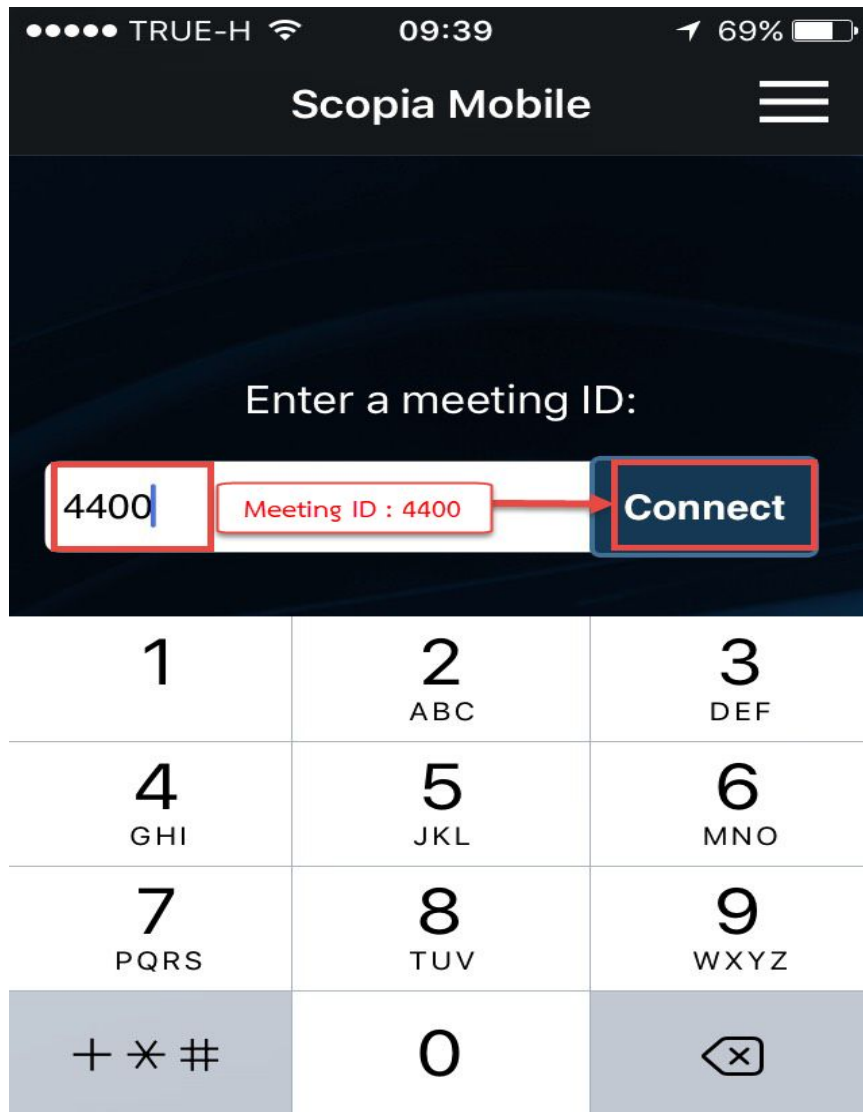 TRUE-H 09:39 69%
Scopia Mobile
Enter a meeting ID:
4400 Meeting ID : 4400 Connect
1 2 3
ABC DEF
4 5 6
GHI JKL MNO
7 8 9
PQRS TUV WXYZ
+ * # 0